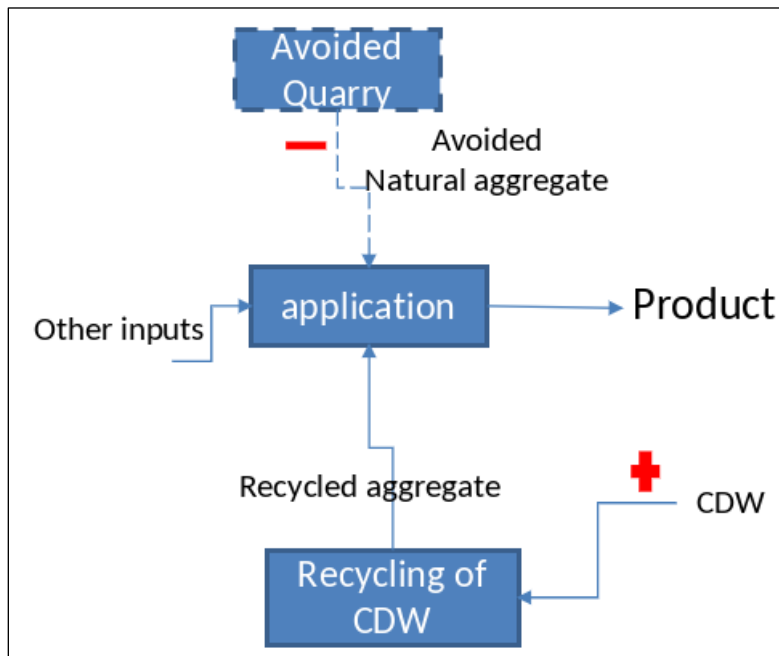 Avoided
Quarry
Avoided
Natural aggregate
application
Product
Other inputs
Recycled aggregate
CDW
Recycling of
CDW